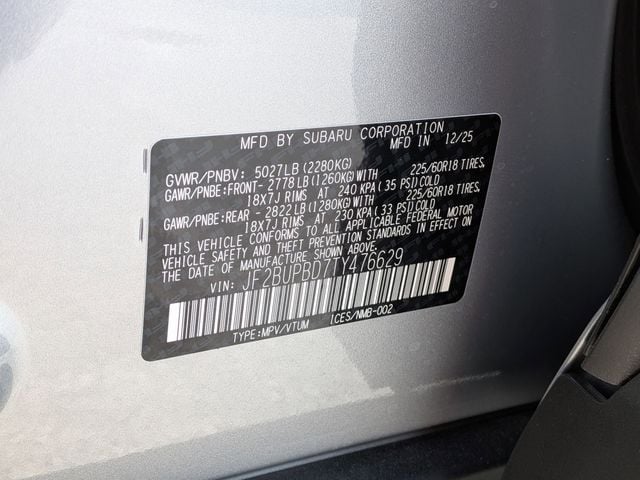 MFD BY SUBARU CORPORATION 12/25
GVWR/PNBV: 5027LB (2280KG)
GAWR/PNBE:FRONT- 2778LB(1260KG)WITH 225/60R18 TIRES,
18X7J RIMS AT 240 KPA (35 PSI)COLD
GAWR/PNBE:REAR - 2822LB(1280KG)WITH 225/60R18 TIRES,
18X7J RIMS AT 230 KPA (33 PSI)COLD
THIS VEHICLE CONFORMS TO ALL APPLICABLE FEDERAL MOTOR
VEHICLE SAFETY AND THEFT PREVENTION STANDARDS IN EFFECT ON
THE DATE OF MANUFACTURE SHOWN ABOVE.
VIN: JF2BUPBD7TY476629
TYPE:MPV/VTUM ICES/NMB-002